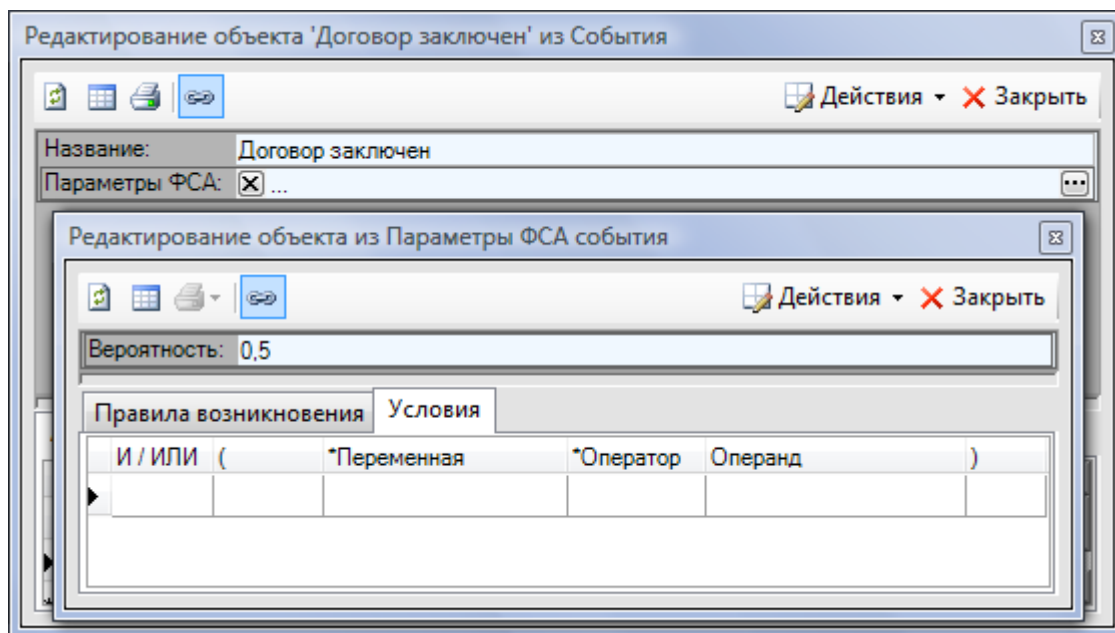 Редактирование объекта 'Договор заключен' из События
Действия Закрыть
Название: Договор заключен
Параметры ФСА: ...
Редактирование объекта из Параметры ФСА события
Действия Закрыть
Вероятность: 0,5
Правила возникновения Условия
И / ИЛИ ( *Переменная *Оператор Операнд )